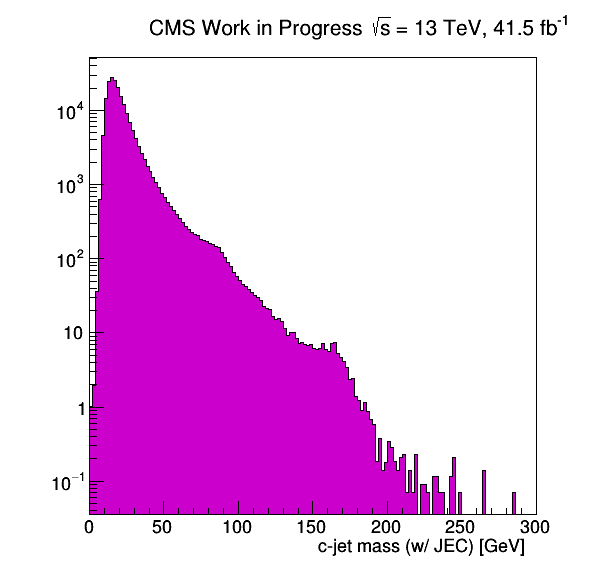 CMS Work in Progress √s = 13 TeV, 41.5 fb⁻¹
10⁴
10³
10²
10
1
10⁻¹
0 50 100 150 200 250 300
c-jet mass (w/ JEC) [GeV]